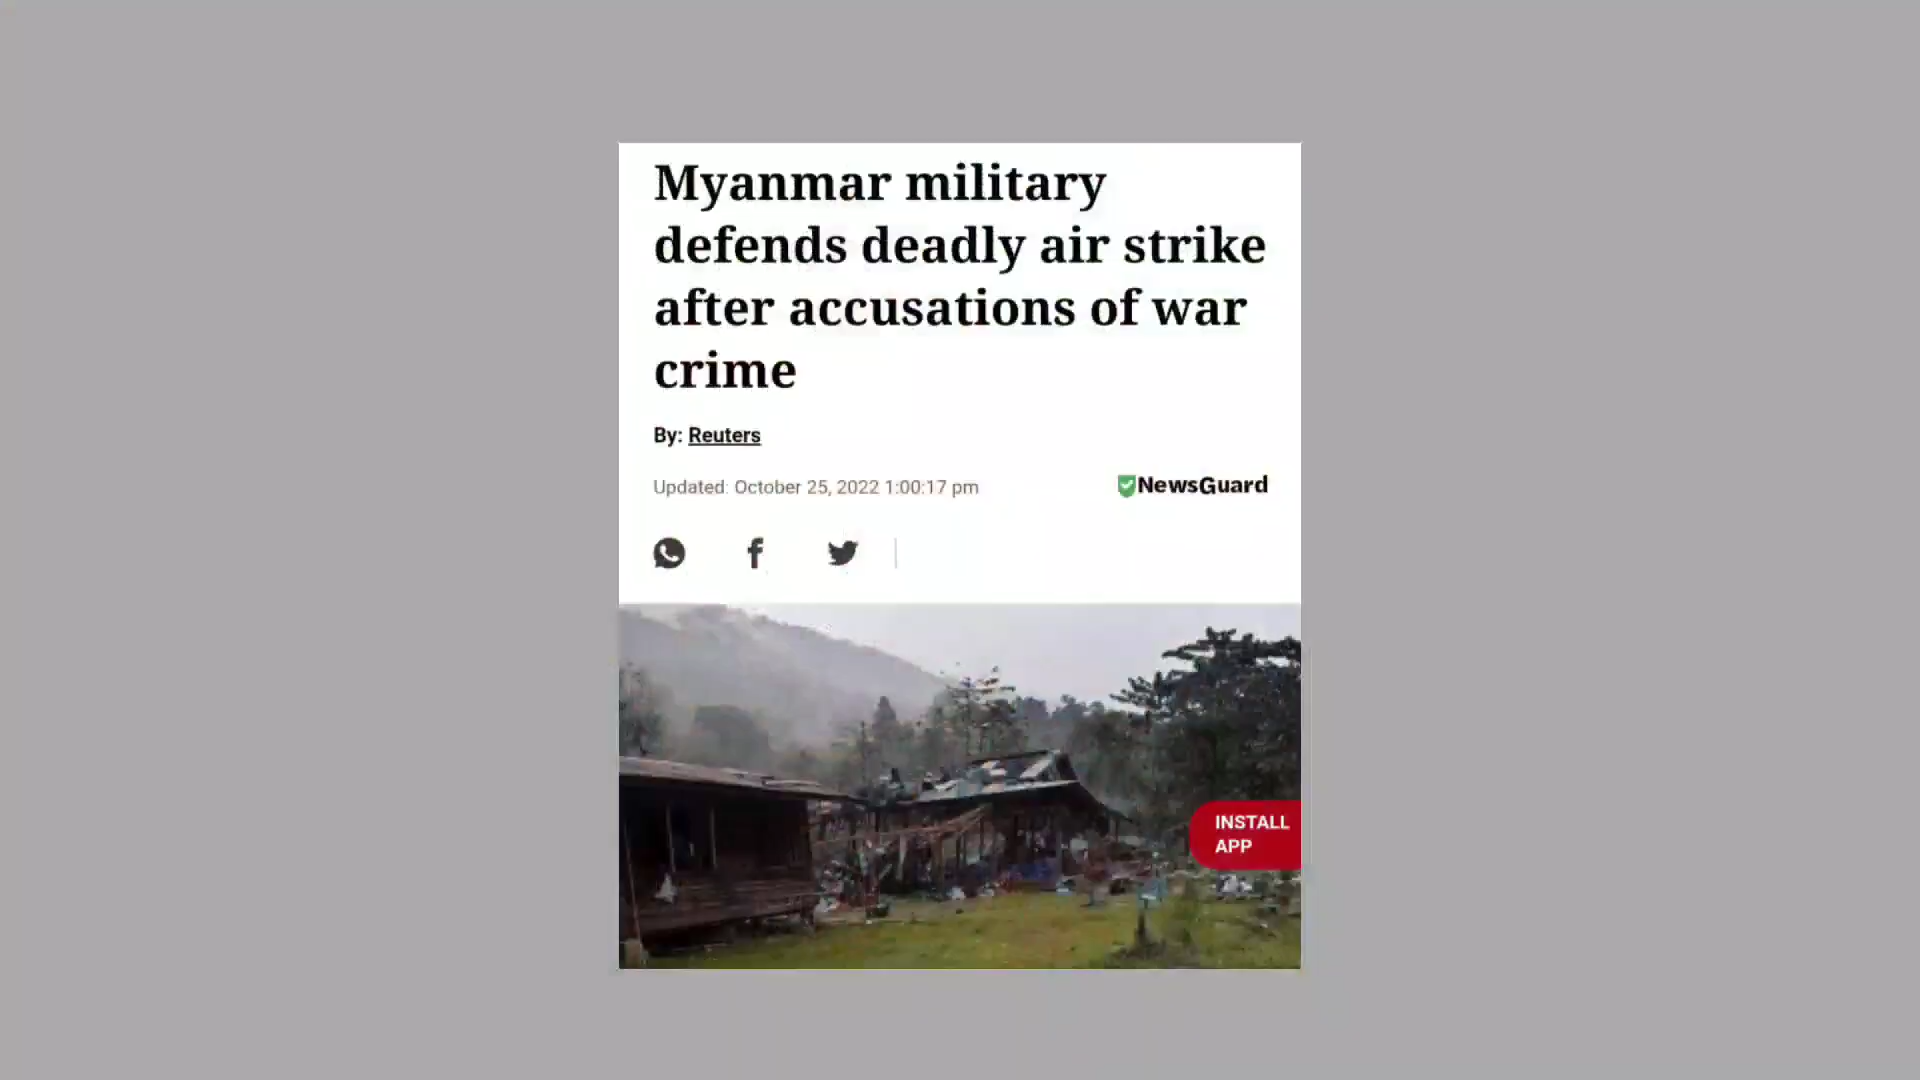 Myanmar military
defends deadly air strike
after accusations of war
crime
By: Reuters
Updated: October 25, 2022 1:00:17 pm
NewsGuard
INSTALL
APP